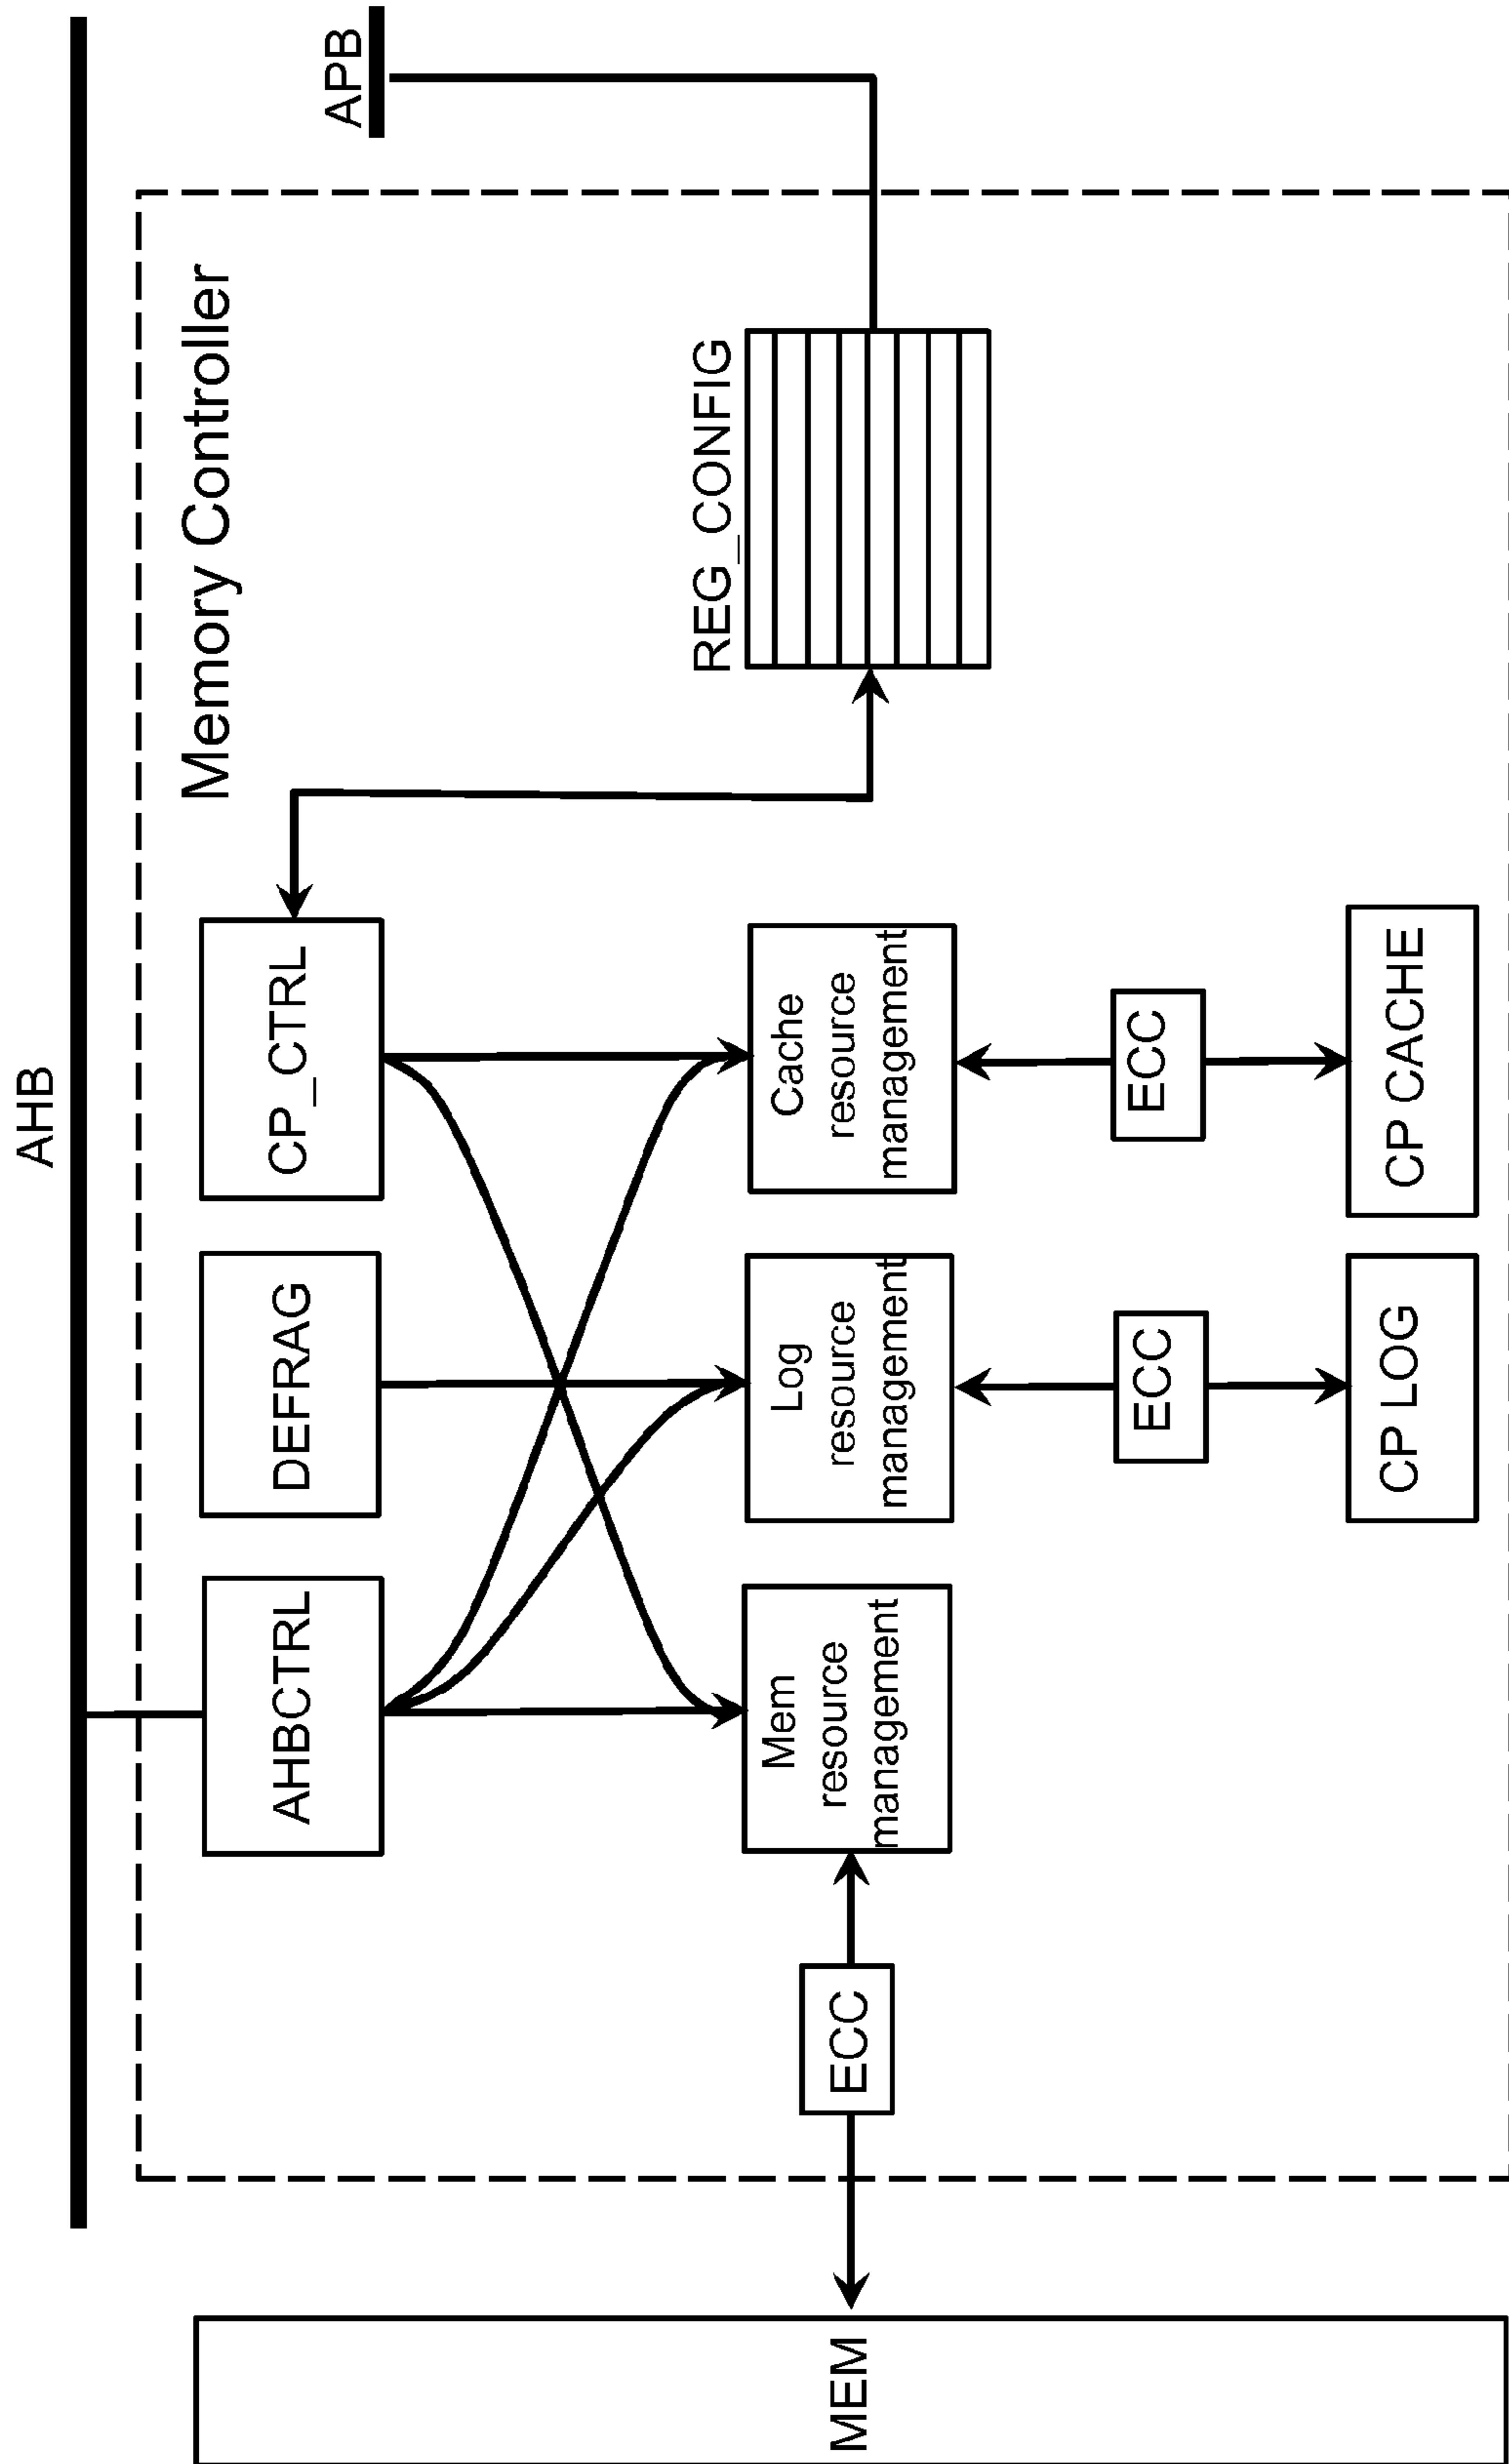 AHB
APB
Memory Controller
AHBCTRL
DEFRAG
CP_CTRL
REG_CONFIG
MEM
ECC
Mem
resource
management
Log
resource
management
Cache
resource
management
ECC
ECC
CP LOG
CP CACHE